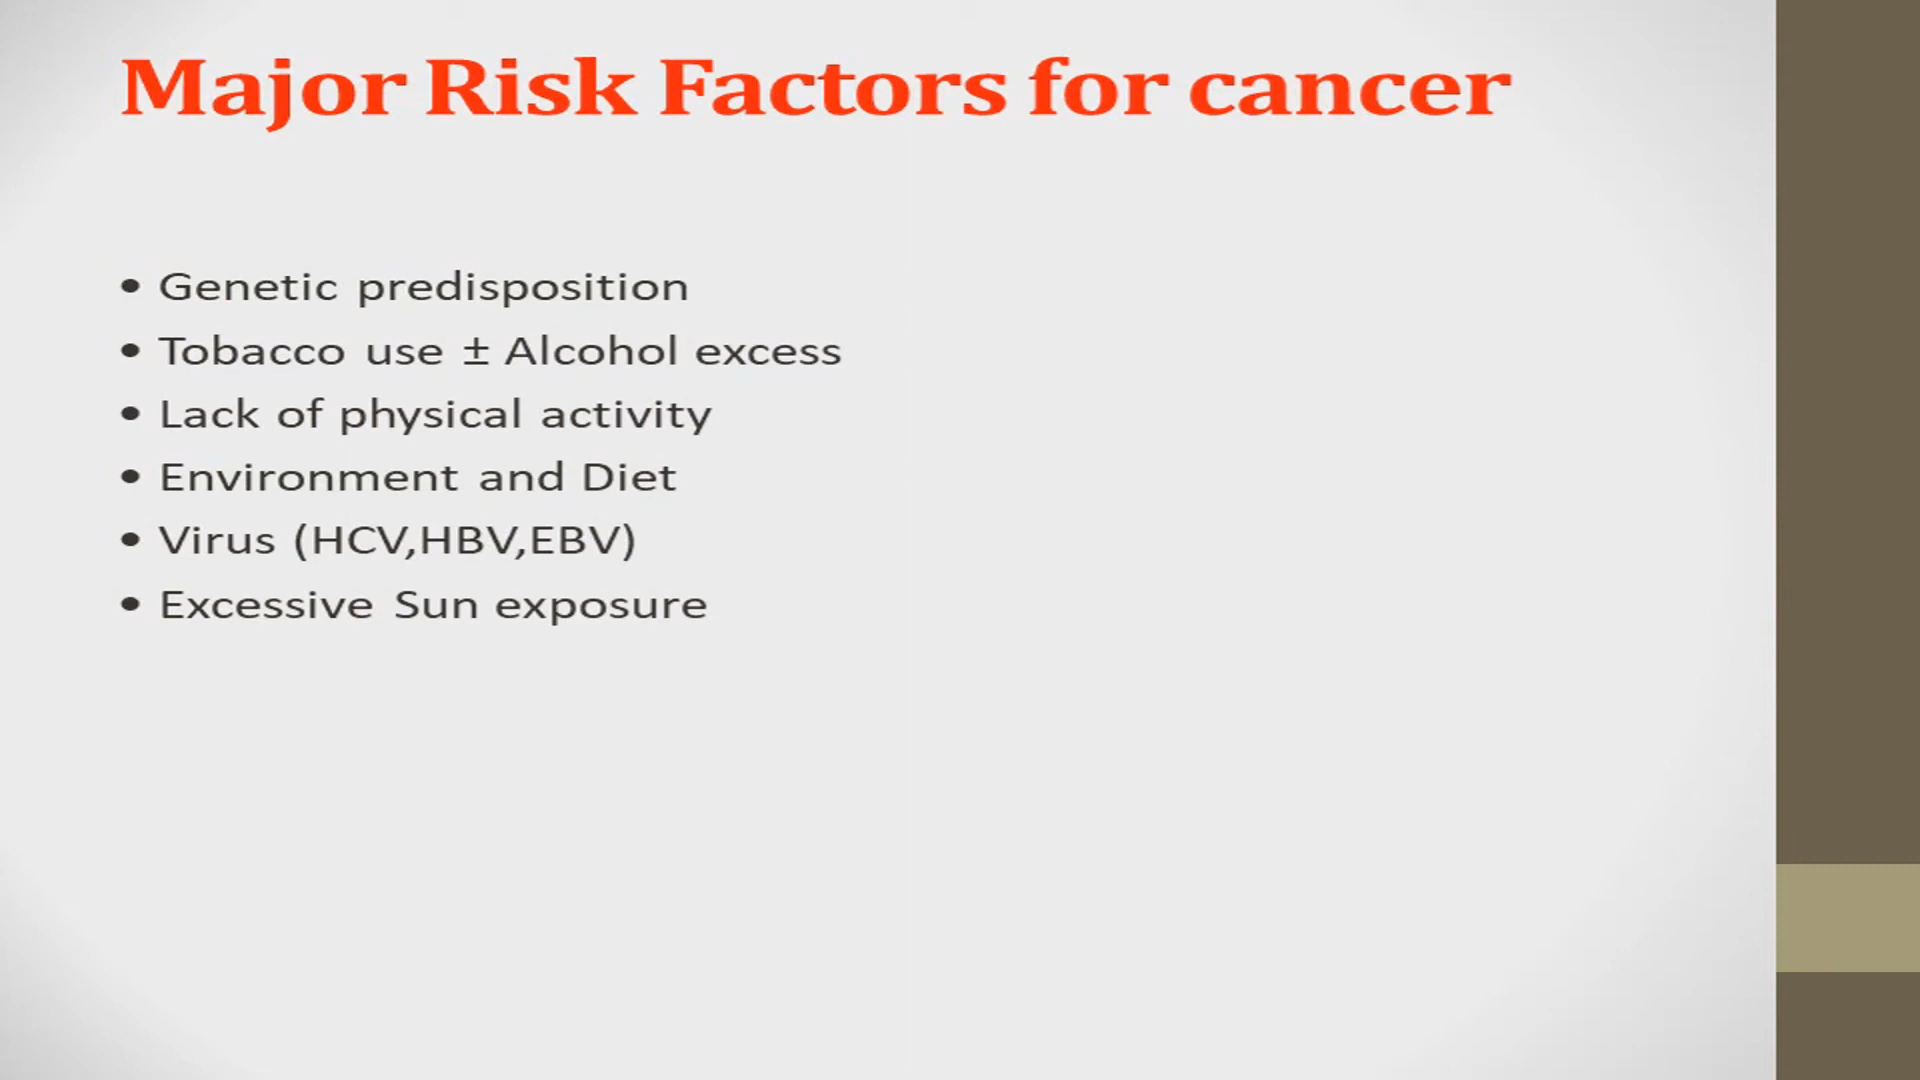 Major Risk Factors for cancer
• Genetic predisposition
• Tobacco use ± Alcohol excess
• Lack of physical activity
• Environment and Diet
• Virus (HCV,HBV,EBV)
• Excessive Sun exposure